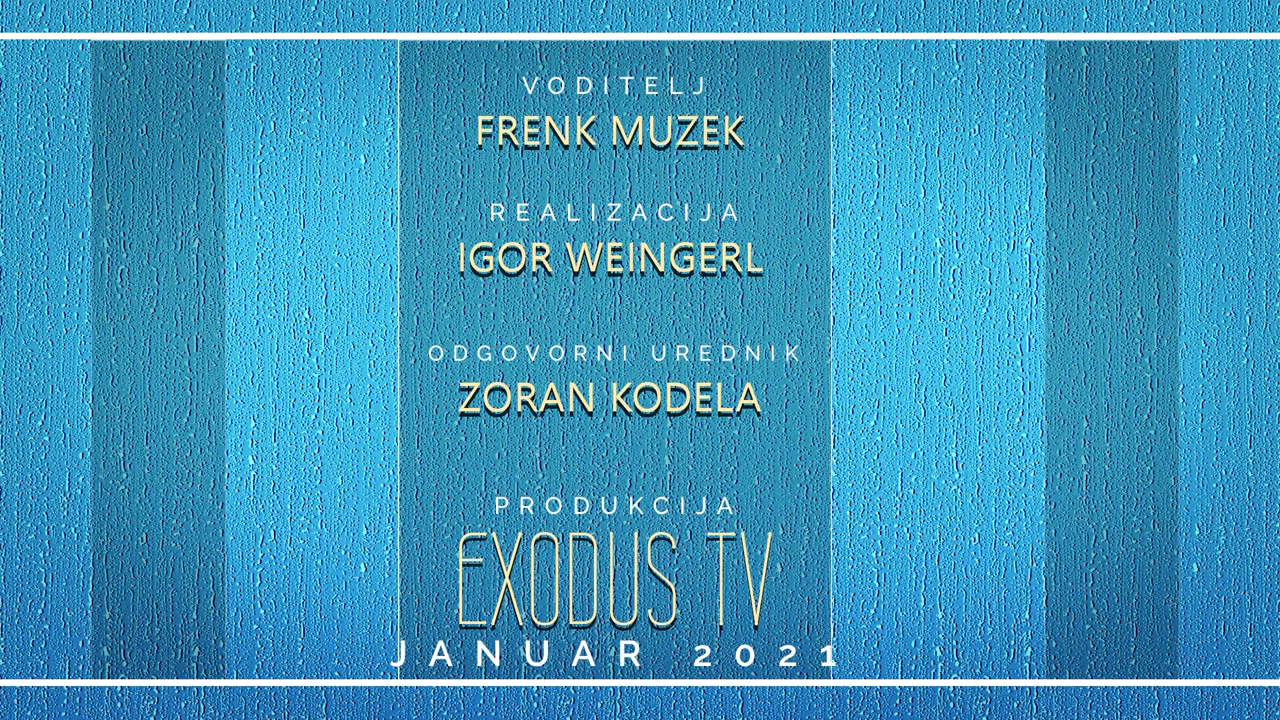 VODITELJ
FRENK MUZEK
REALIZACIJA
IGOR WEINGERL
ODGOVORNI UREDNIK
ZORAN KODELA
PRODUKCIJA
EXODUS TV
JANUAR 2021